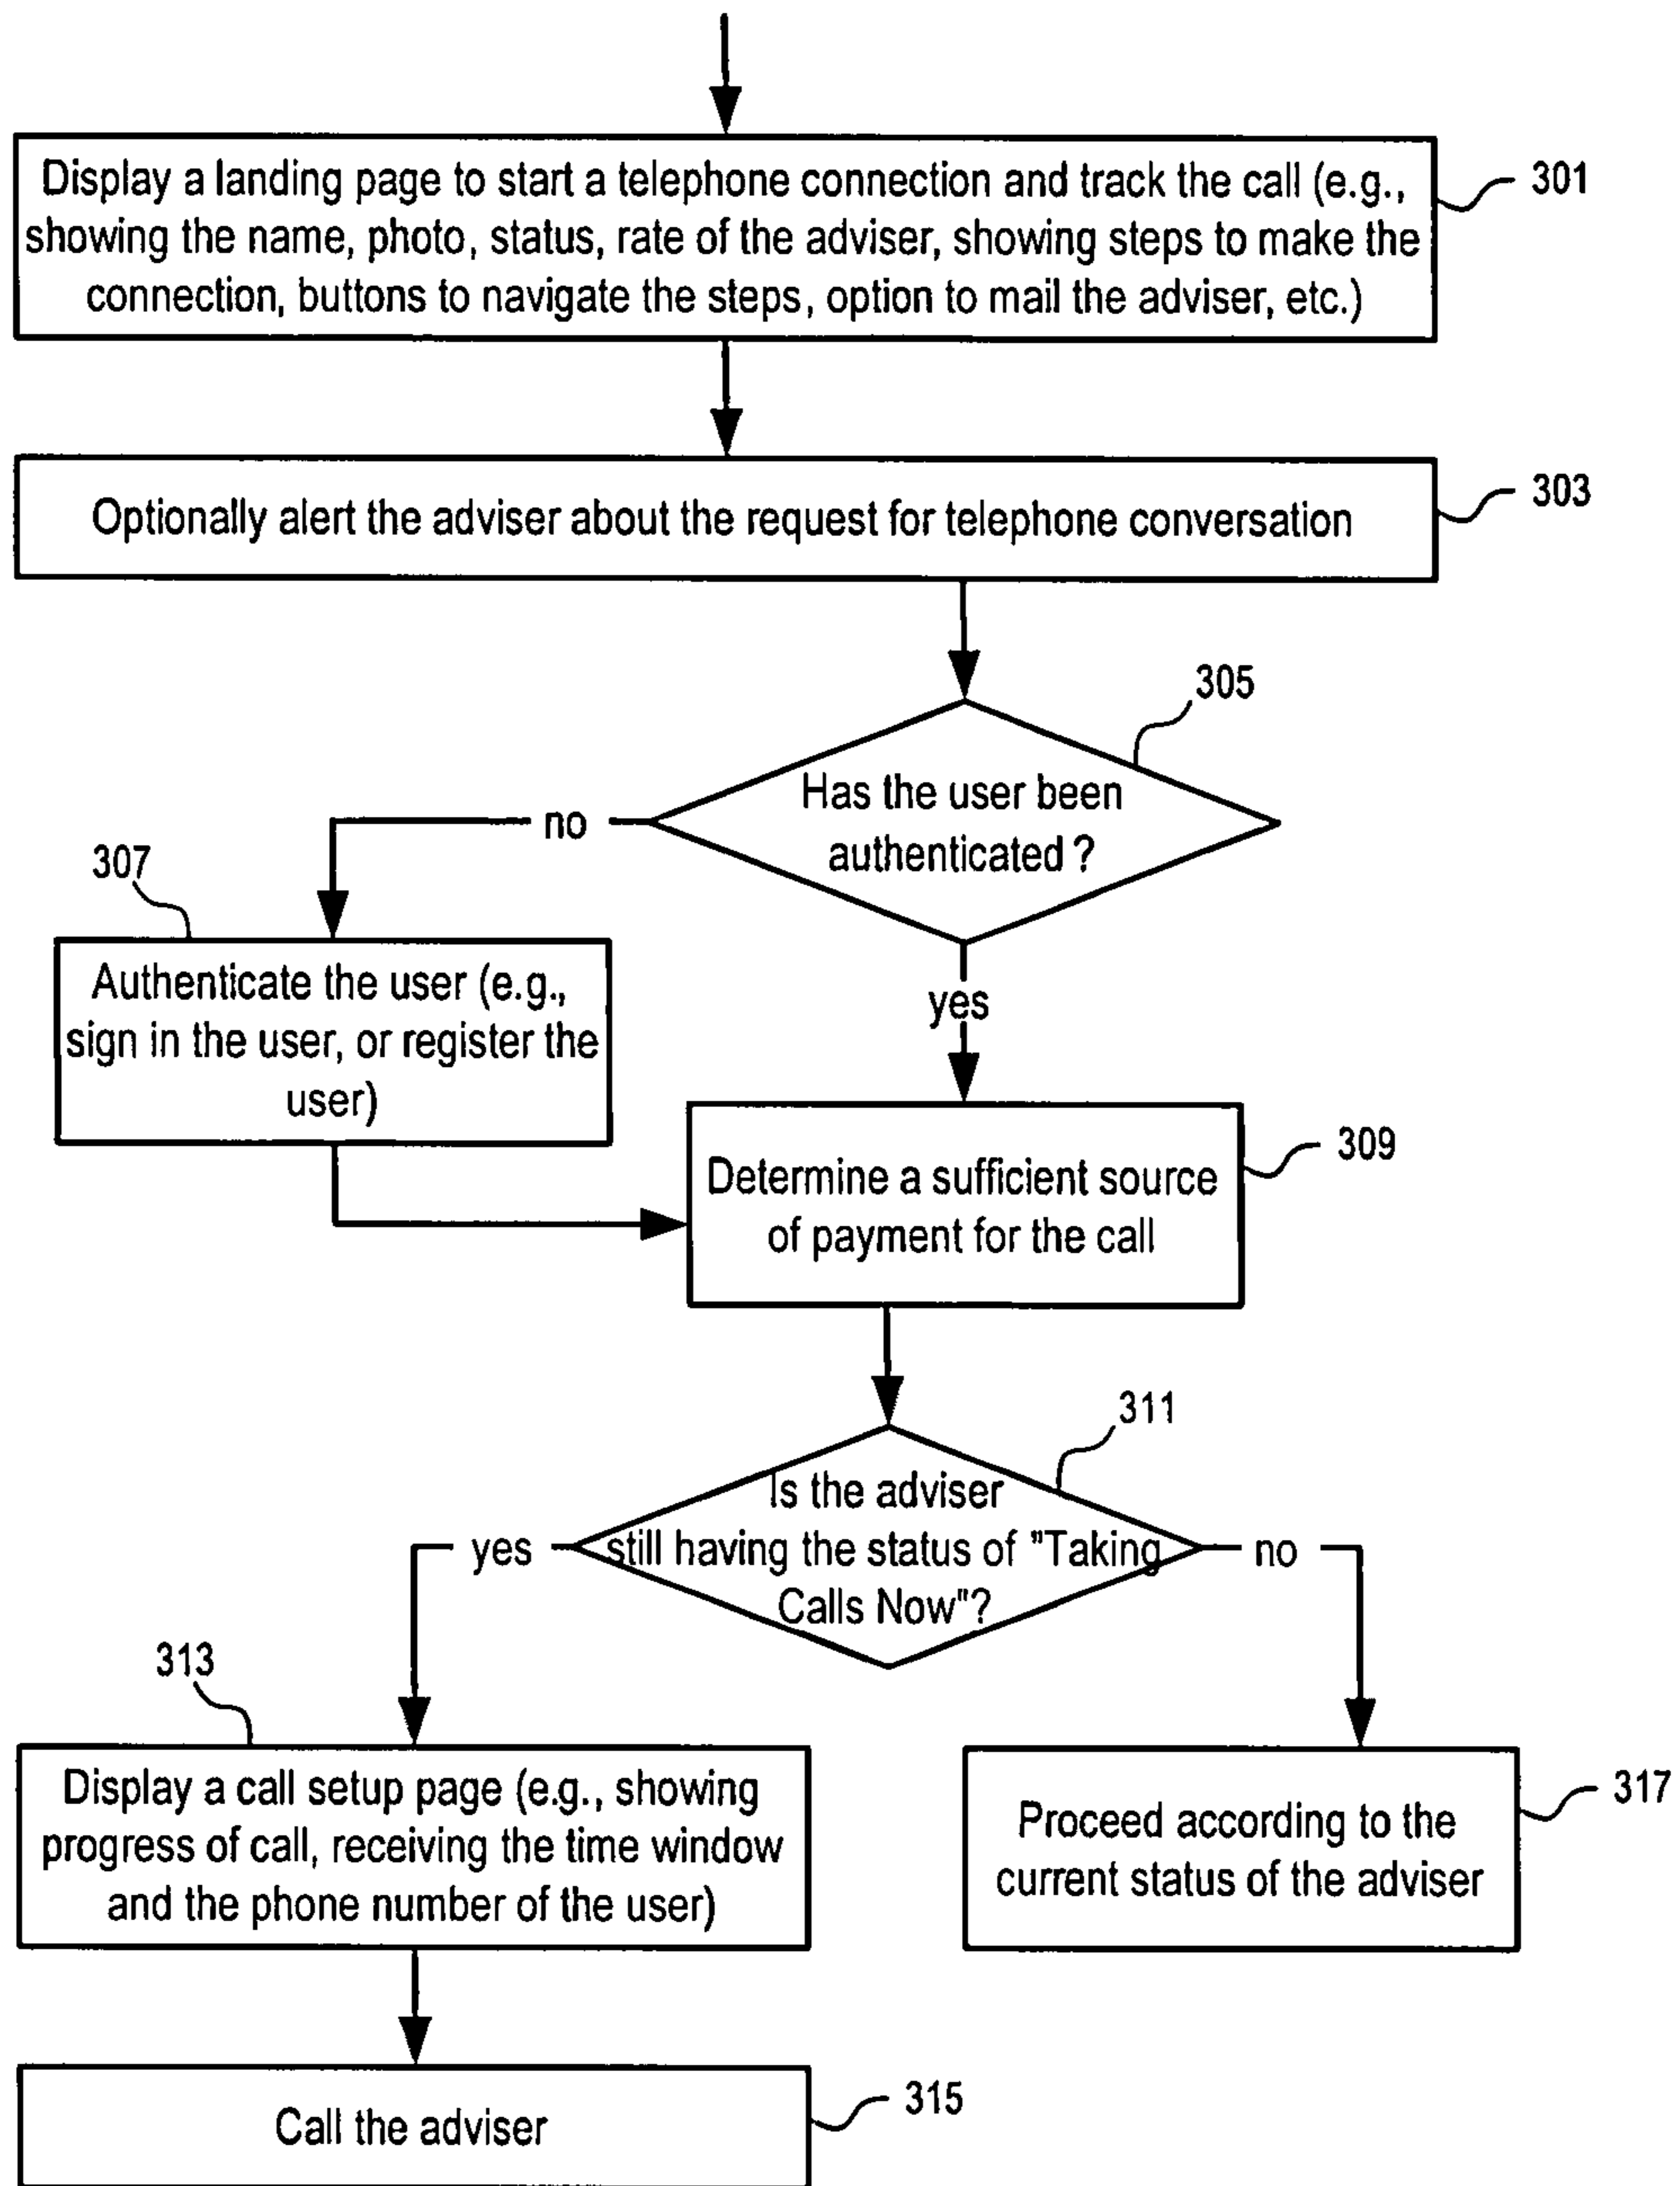 Display a landing page to start a telephone connection and track the call (e.g.,
showing the name, photo, status, rate of the adviser, showing steps to make the
connection, buttons to navigate the steps, option to mail the adviser, etc.)
301
Optionally alert the adviser about the request for telephone conversation
303
305
Has the user been
authenticated ?
no
307
Authenticate the user (e.g.,
sign in the user, or register the
user)
yes
309
Determine a sufficient source
of payment for the call
311
Is the adviser
still having the status of "Taking
Calls Now"?
yes
no
313
Display a call setup page (e.g., showing
progress of call, receiving the time window
and the phone number of the user)
317
Proceed according to the
current status of the adviser
315
Call the adviser